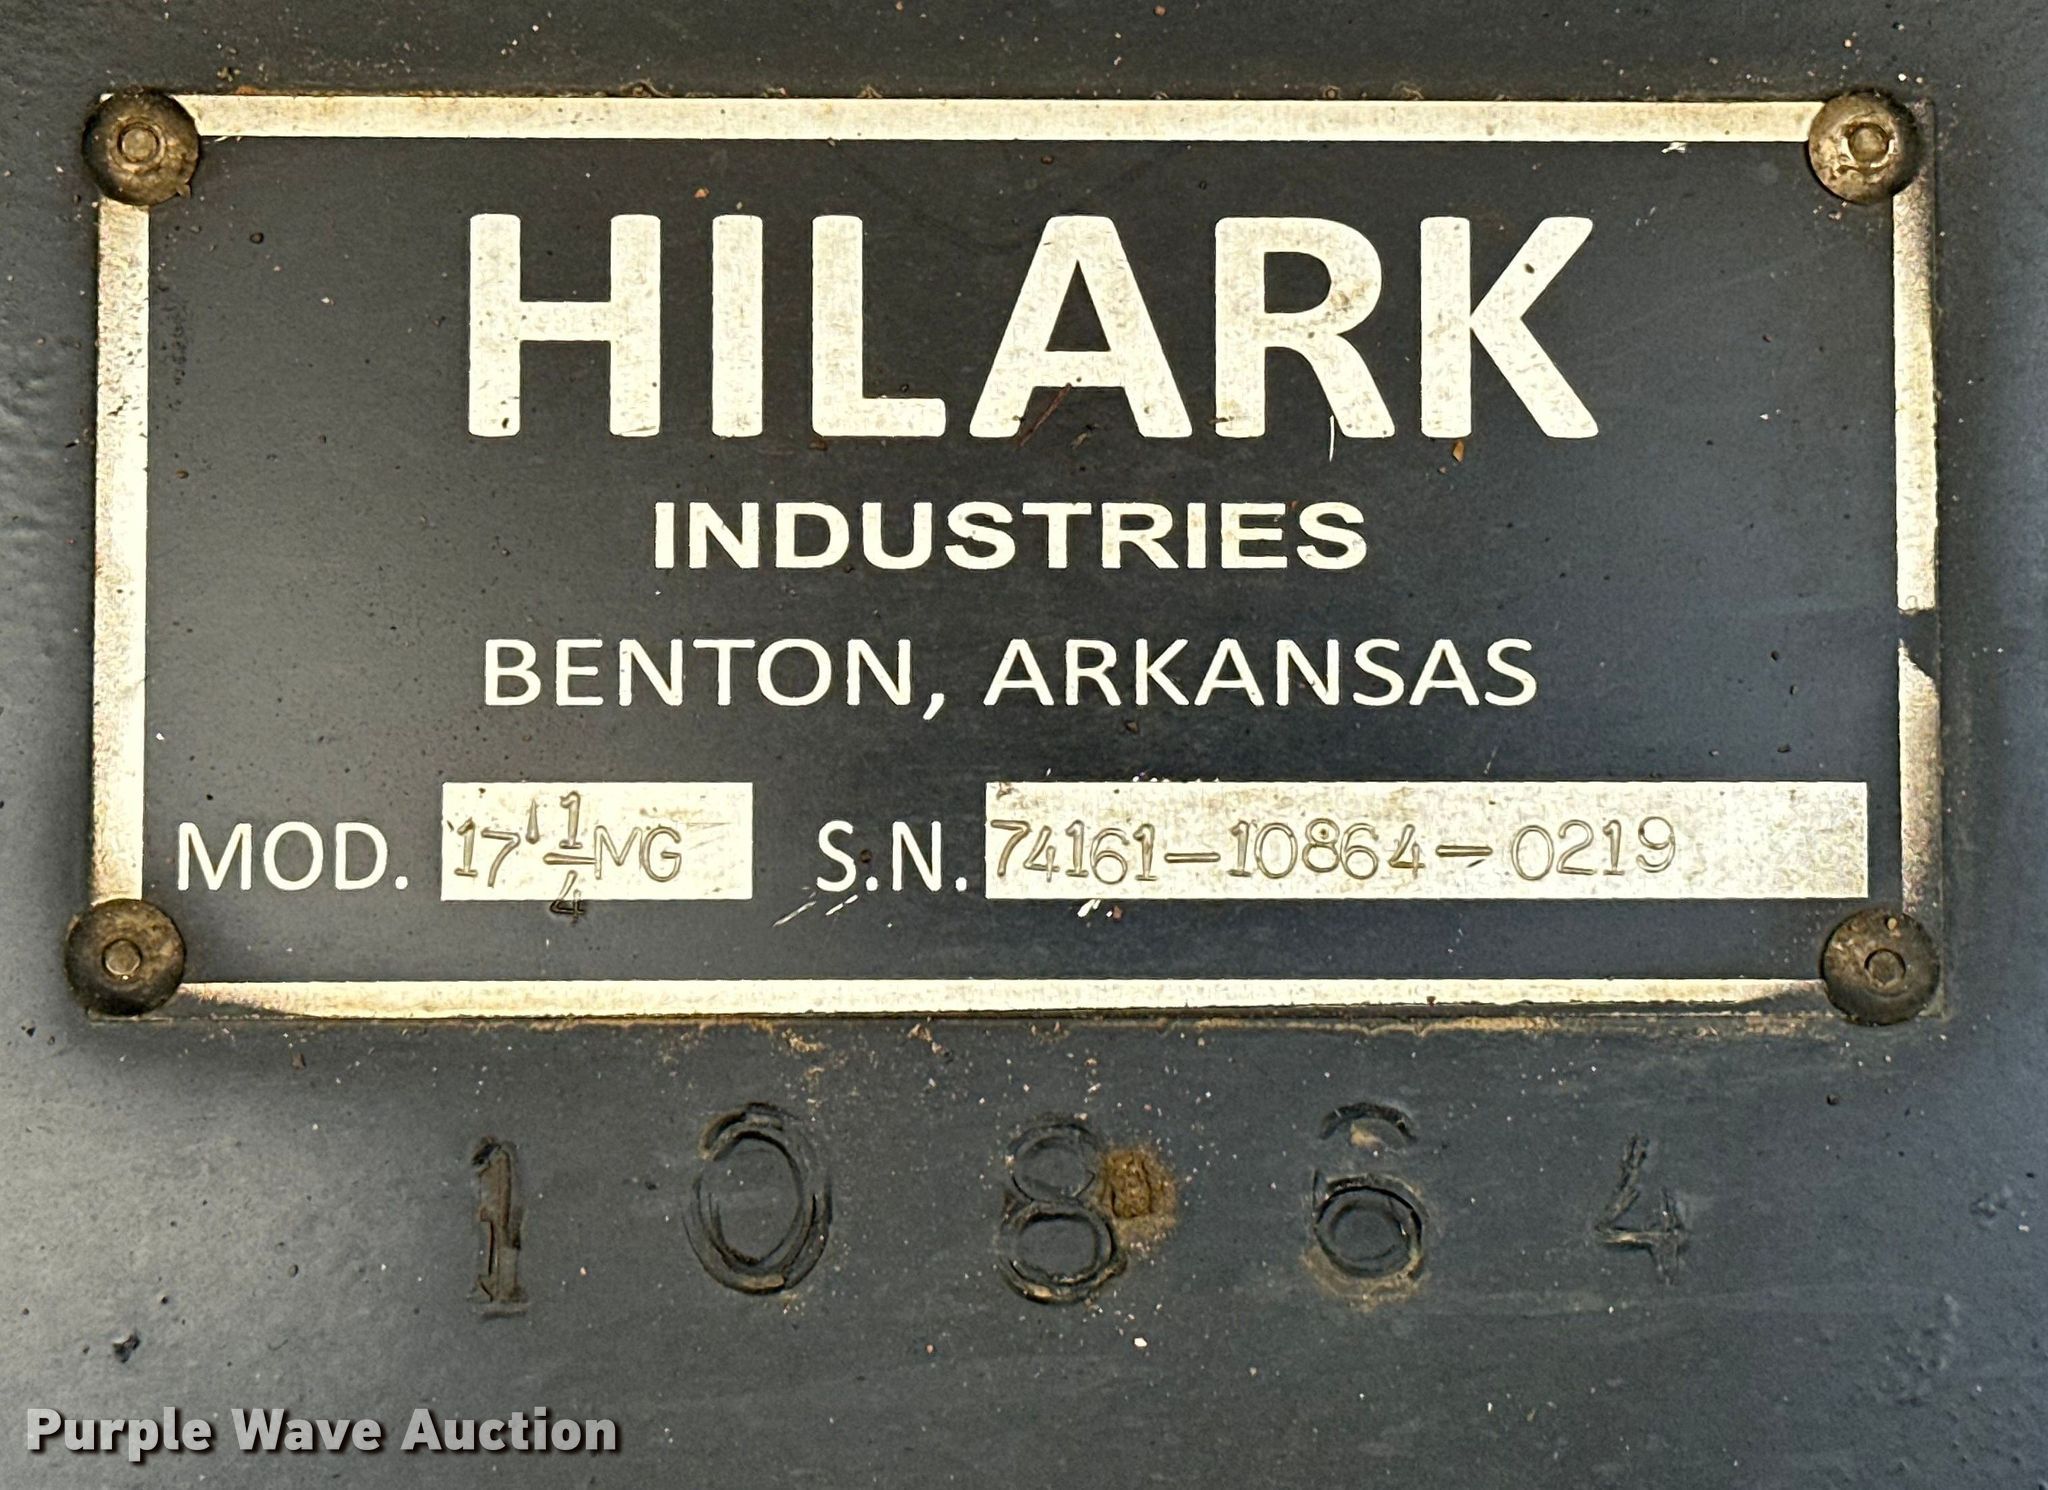 HILARK
INDUSTRIES
BENTON, ARKANSAS
MOD. 17' 1/4 MG S.N. 74161-10864-0219
10864
Purple Wave Auction